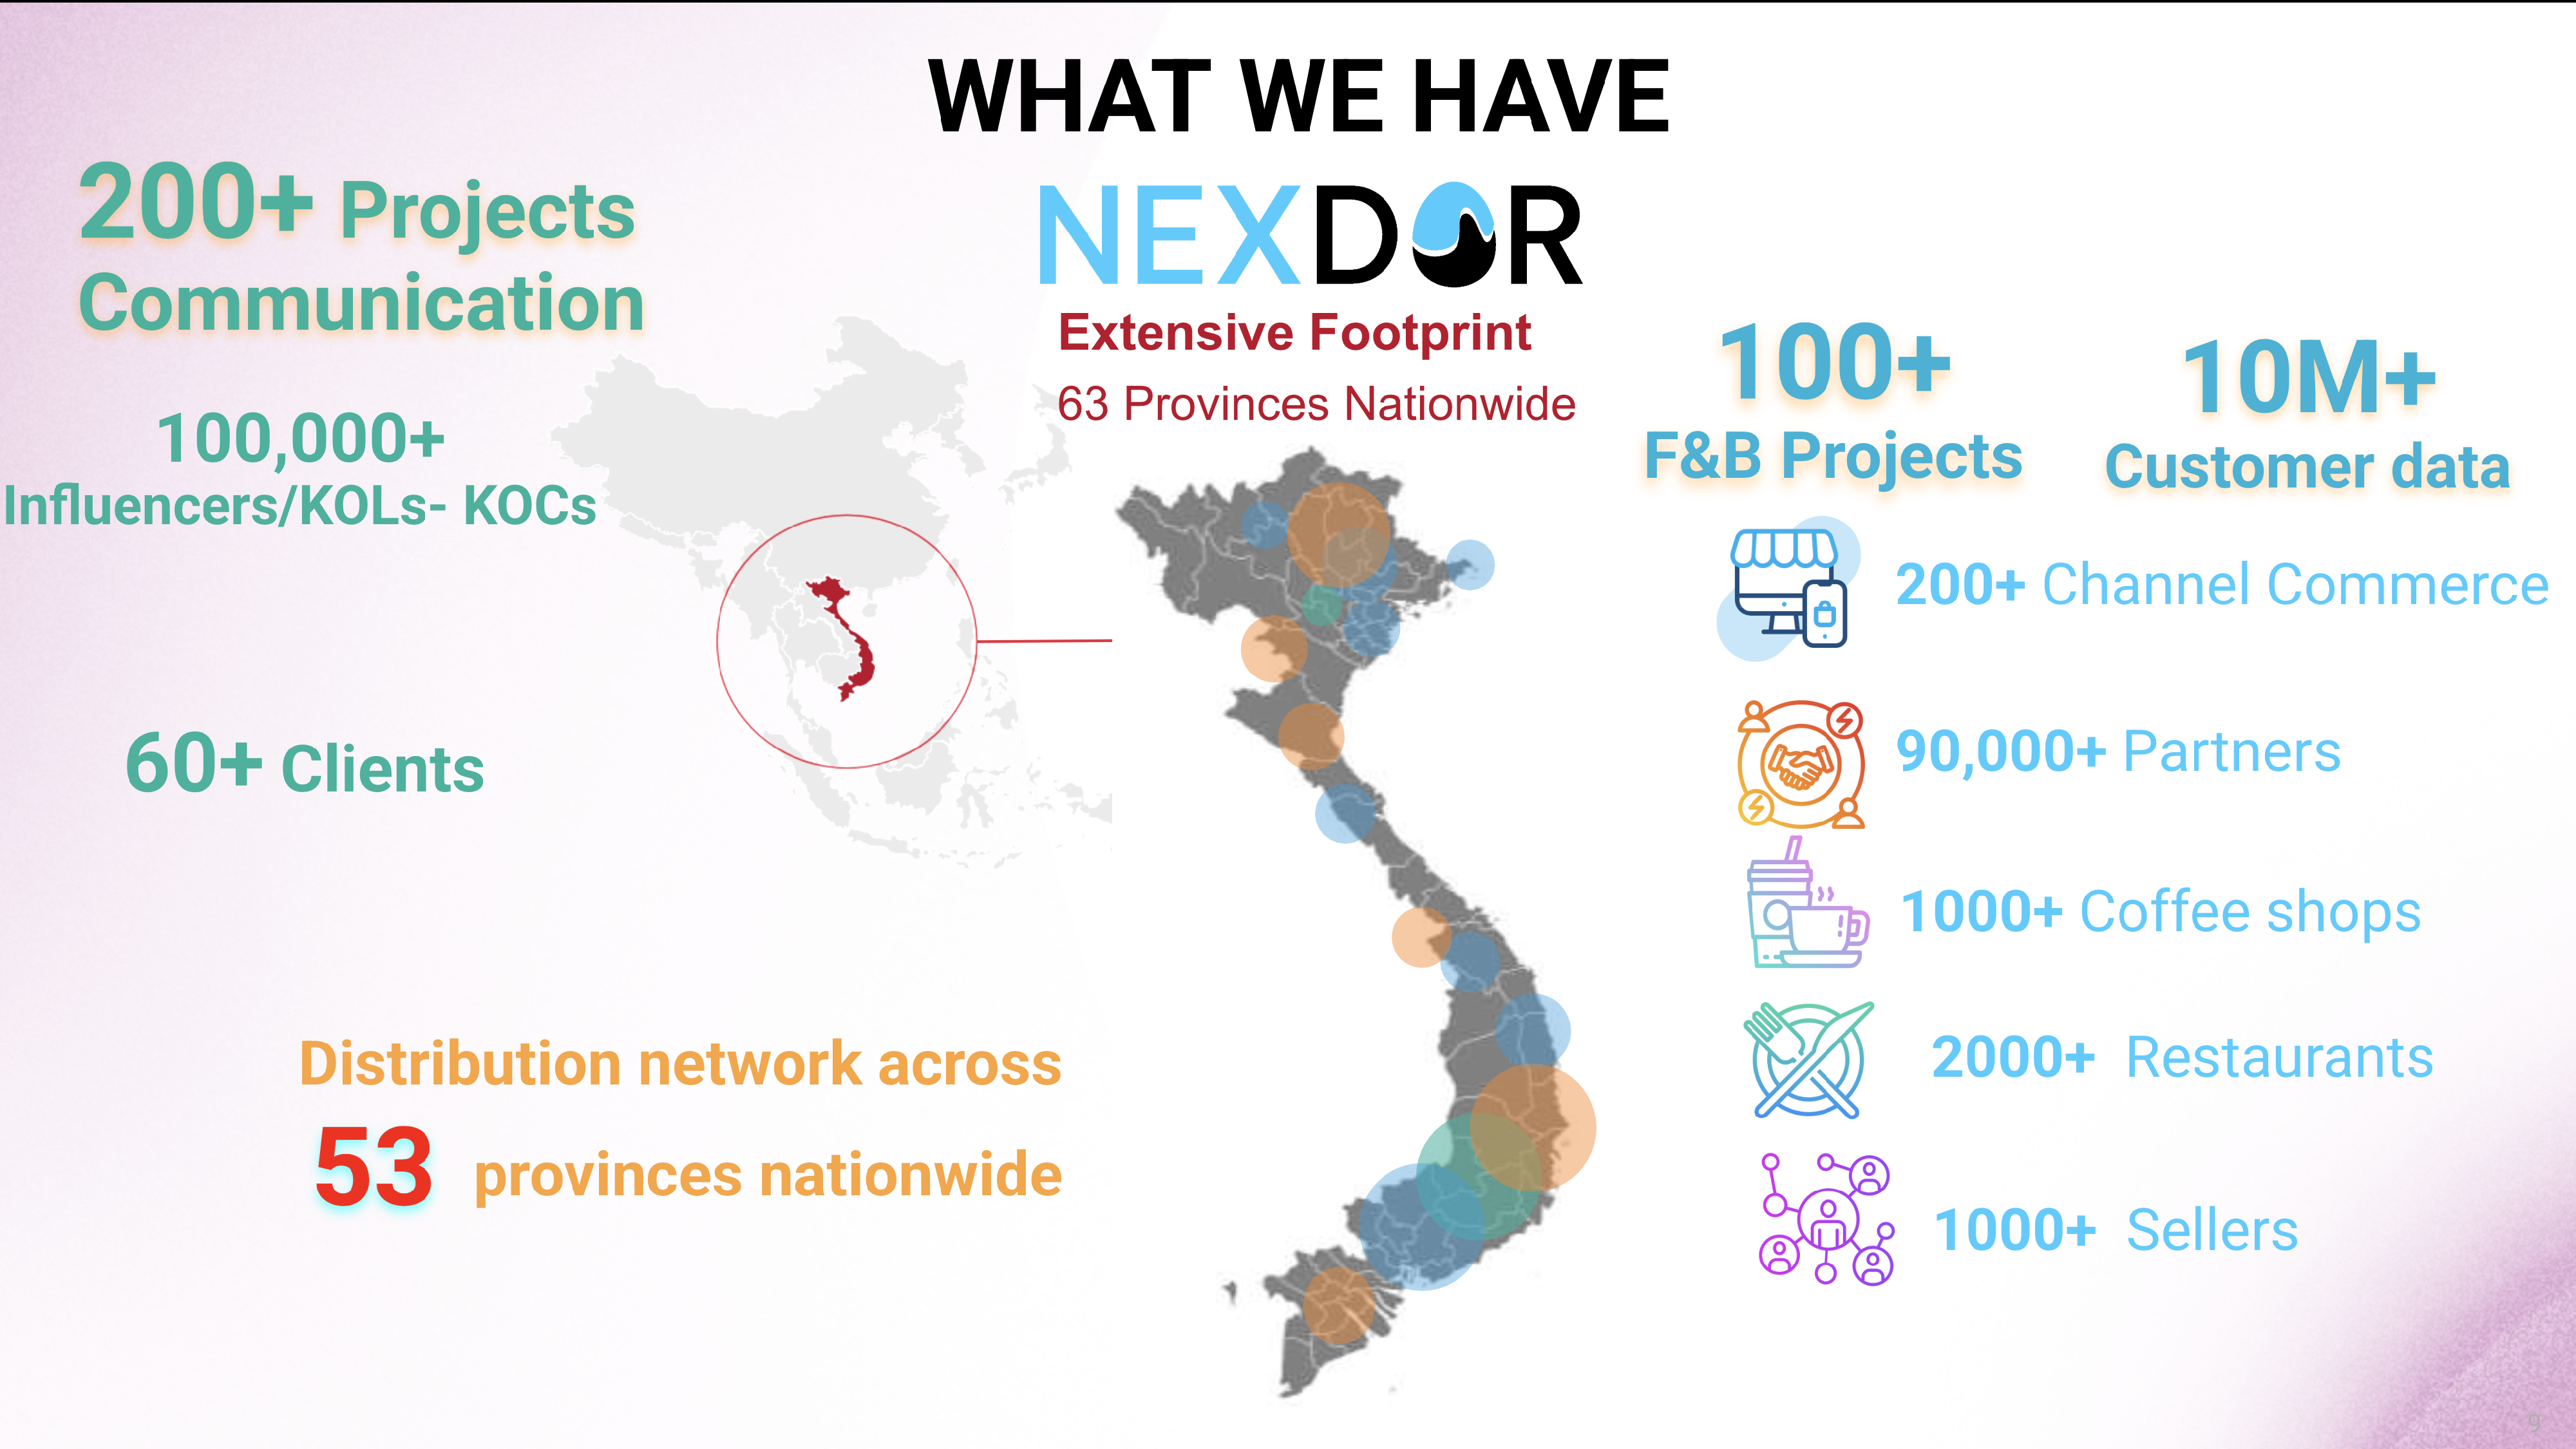 WHAT WE HAVE
NEXDOR
Extensive Footprint
63 Provinces Nationwide
200+ Projects
Communication
100,000+
Influencers/KOLs- KOCs
60+ Clients
Distribution network across
53 provinces nationwide
100+
F&B Projects
10M+
Customer data
200+ Channel Commerce
90,000+ Partners
1000+ Coffee shops
2000+ Restaurants
1000+ Sellers
9